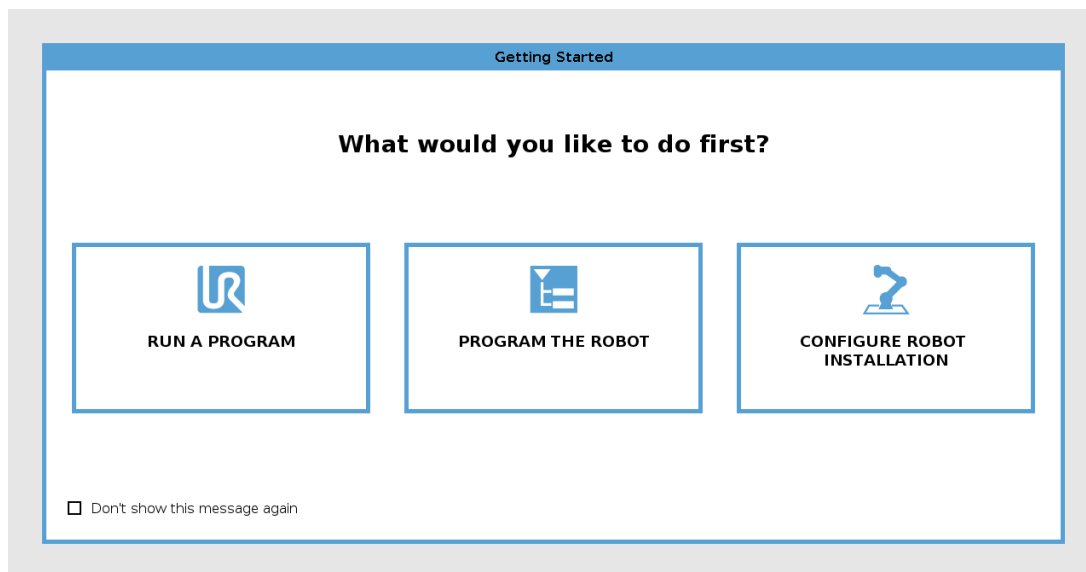 Getting Started
What would you like to do first?
RUN A PROGRAM
PROGRAM THE ROBOT
CONFIGURE ROBOT
INSTALLATION
Don't show this message again